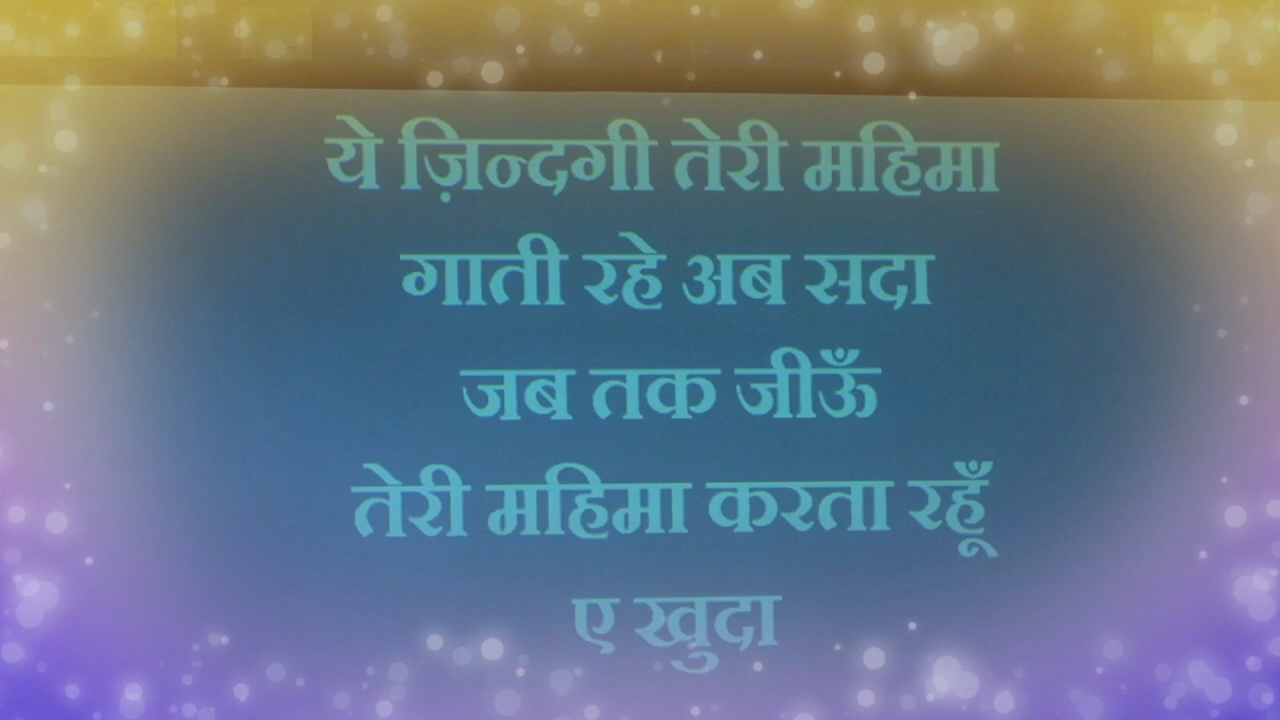 ये ज़िन्दगी तेरी महिमा
गाती रहे अब सदा
जब तक जीऊँ
तेरी महिमा करता रहूँ
ए खुदा